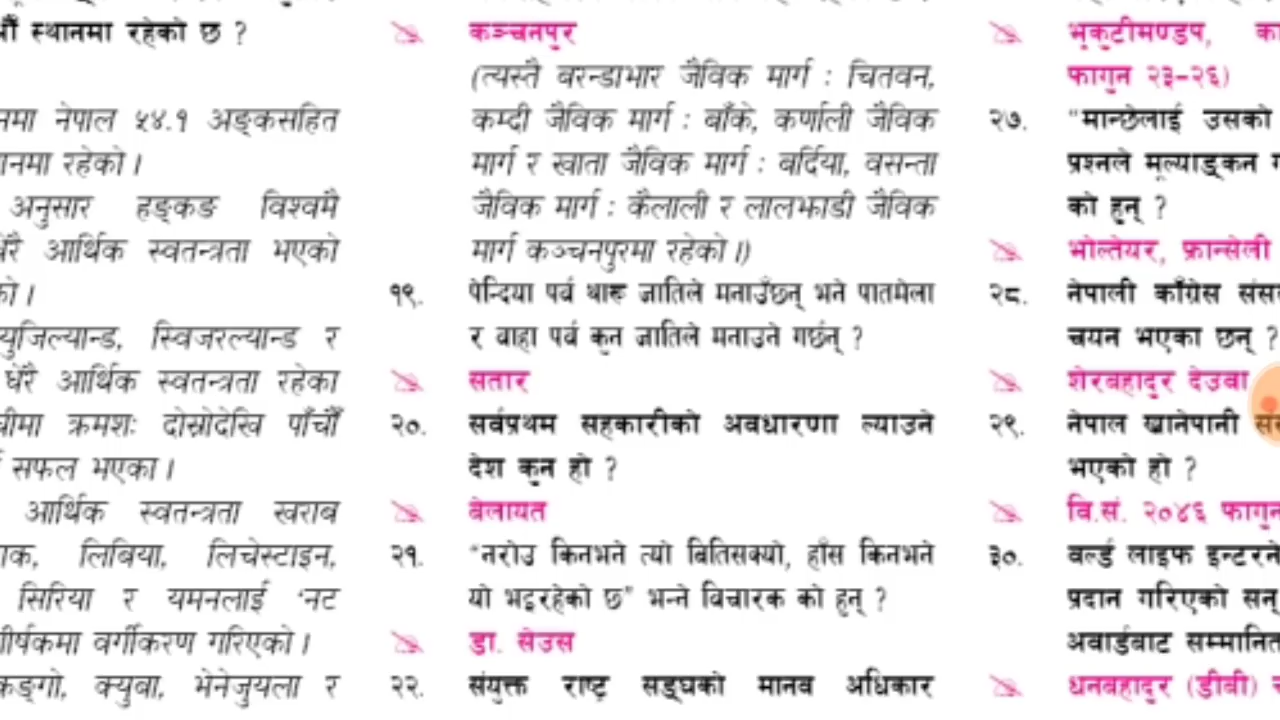 स्थानमा रहेको छ ?
नेपाल ५४.१ अङ्कसहित
रहेको ।
अनुसार हङ्कङ विश्वमै
आर्थिक स्वतन्त्रता भएको
स्विजरल्यान्ड र
धेरै आर्थिक स्वतन्त्रता रहेका
क्रमशः दोस्रोदेखि पाँचौँ
सफल भएका ।
आर्थिक स्वतन्त्रता खराब
लिबिया, लिचेस्टाइन,
सिरिया र यमनलाई ‘नट
वर्गीकरण गरिएको ।
क्युबा, भेनेजुयला र
कञ्चनपुर
(त्यस्तै बरन्डाभार जैविक मार्ग : चितवन,
कम्दी जैविक मार्ग : बाँके, कर्णाली जैविक
मार्ग र खाता जैविक मार्ग : बर्दिया, वसन्ता
जैविक मार्ग : कैलाली र लालझाडी जैविक
मार्ग कञ्चनपुरमा रहेको ।)
१९. पेन्दिया पर्व थारू जातिले मनाउँछन् भने पातमेला
र बाहा पर्व कुन जातिले मनाउने गर्छन् ?
सतार
२०. सर्वप्रथम सहकारीको अवधारणा ल्याउने
देश कुन हो ?
बेलायत
२१. “नरोउ किनभने त्यो बितिसक्यो, हाँस किनभने
यो भइरहेको छ” भन्ने विचारक को हुन् ?
डा. सेउस
२२. संयुक्त राष्ट्र सङ्घको मानव अधिकार
भृकुटीमण्डप,
फागुन २३–२६)
२७. “मान्छेलाई उसको
प्रश्नले मूल्याङ्कन
को हुन् ?
भोल्तेयर, फ्रान्सेली
२८. नेपाली काँग्रेस
चयन भएका छन् ?
शेरबहादुर देउवा
२९. नेपाल खानेपानी
भएको हो ?
वि.सं. २०४६ फागुन
३०. वर्ल्ड लाइफ
प्रदान गरिएको सन्
अवार्डबाट सम्मानित
धनबहादुर (डीबी)